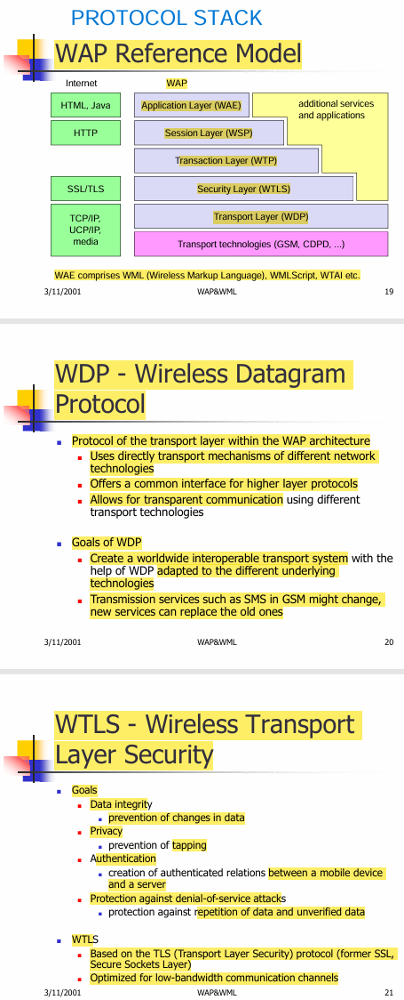 PROTOCOL STACK
WAP Reference Model
Internet WAP
HTML, Java Application Layer (WAE) additional services
and applications
HTTP Session Layer (WSP)
Transaction Layer (WTP)
SSL/TLS Security Layer (WTLS)
TCP/IP, Transport Layer (WDP)
UCP/IP,
media Transport technologies (GSM, CDPD, ...)
WAE comprises WML (Wireless Markup Language), WMLScript, WTAI etc.
3/11/2001 WAP&WML 19
WDP - Wireless Datagram
Protocol
Protocol of the transport layer within the WAP architecture
Uses directly transport mechanisms of different network
technologies
Offers a common interface for higher layer protocols
Allows for transparent communication using different
transport technologies
Goals of WDP
Create a worldwide interoperable transport system with the
help of WDP adapted to the different underlying
technologies
Transmission services such as SMS in GSM might change,
new services can replace the old ones
3/11/2001 WAP&WML 20
WTLS - Wireless Transport
Layer Security
Goals
Data integrity
prevention of changes in data
Privacy
prevention of tapping
Authentication
creation of authenticated relations between a mobile device
and a server
Protection against denial-of-service attacks
protection against repetition of data and unverified data
WTLS
Based on the TLS (Transport Layer Security) protocol (former SSL,
Secure Sockets Layer)
Optimized for low-bandwidth communication channels
3/11/2001 WAP&WML 21